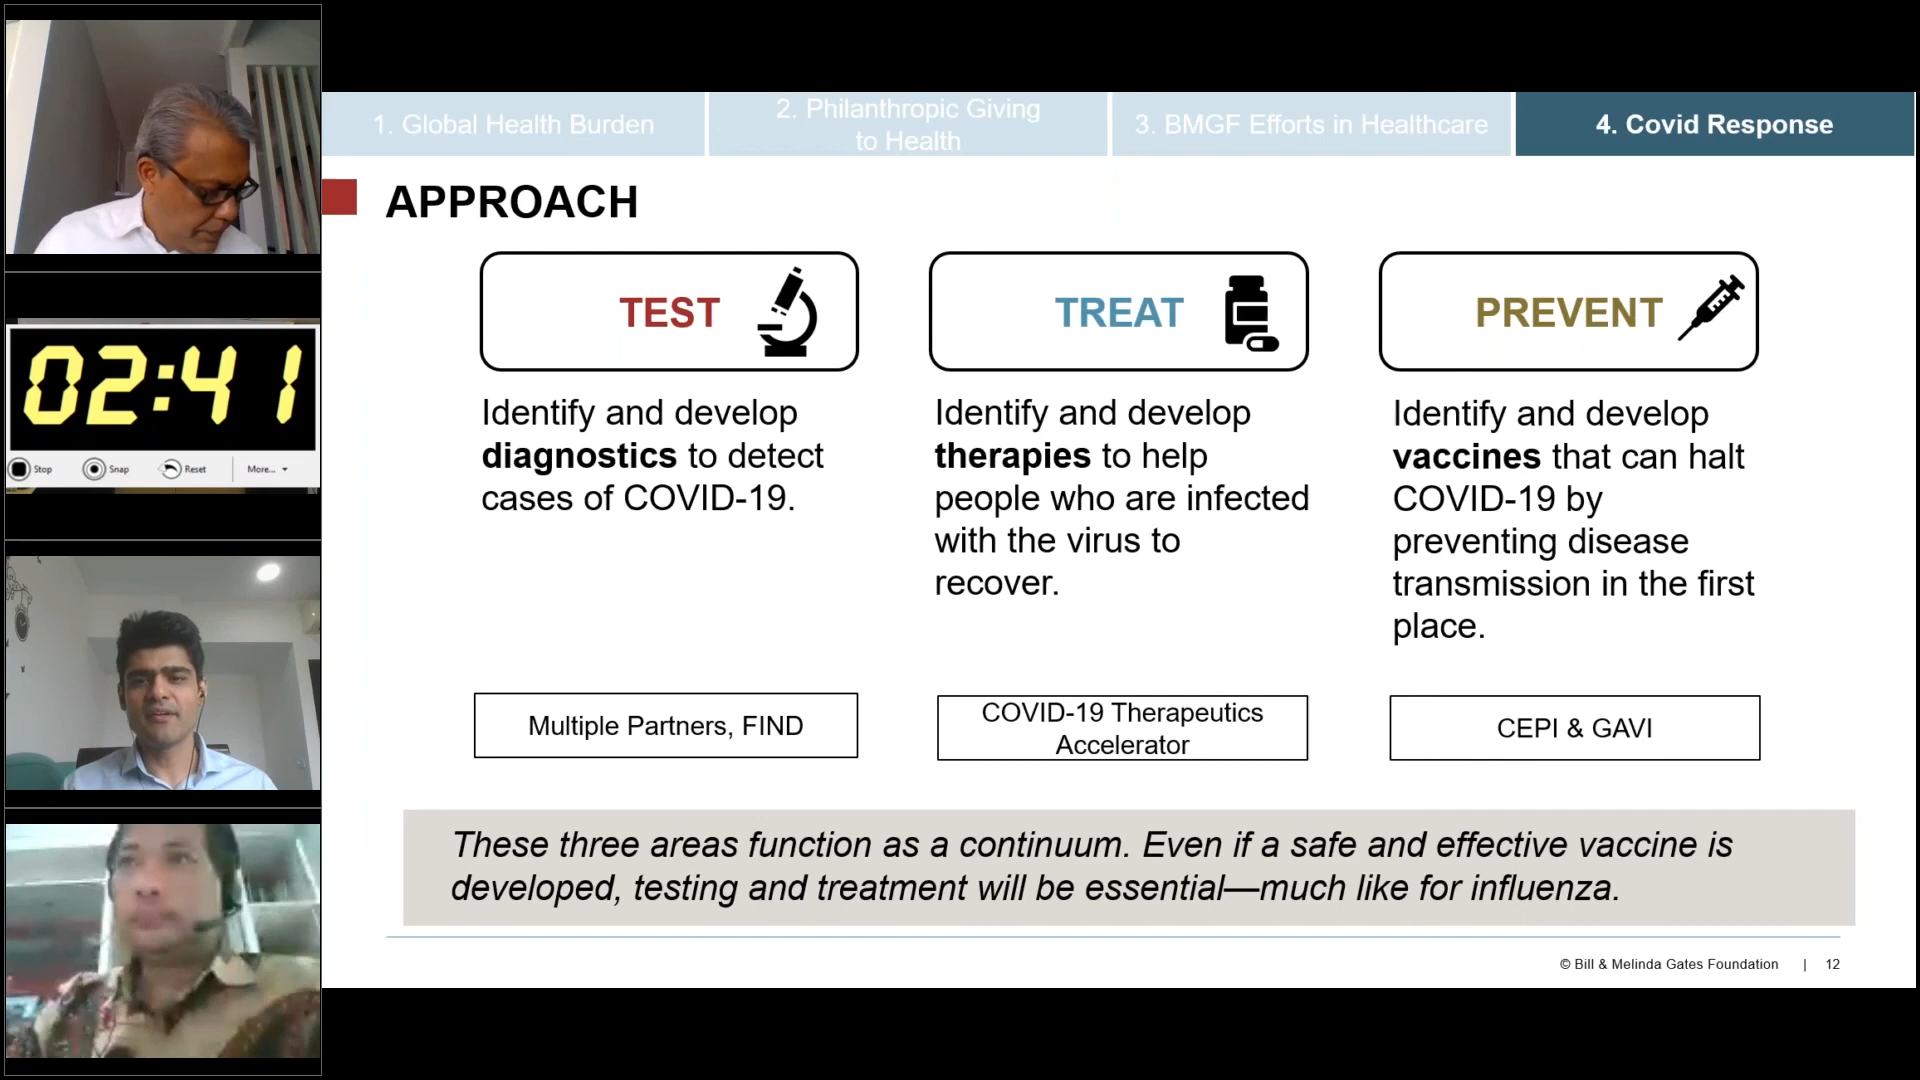 1. Global Health Burden
2. Philanthropic Giving
to Health
3. BMGF Efforts in Healthcare
4. Covid Response
APPROACH
TEST
Identify and develop
diagnostics to detect
cases of COVID-19.
Multiple Partners, FIND
TREAT
Identify and develop
therapies to help
people who are infected
with the virus to
recover.
COVID-19 Therapeutics
Accelerator
PREVENT
Identify and develop
vaccines that can halt
COVID-19 by
preventing disease
transmission in the first
place.
CEPI & GAVI
These three areas function as a continuum. Even if a safe and effective vaccine is
developed, testing and treatment will be essential—much like for influenza.
© Bill & Melinda Gates Foundation | 12
02:41
Stop Snap Reset More...